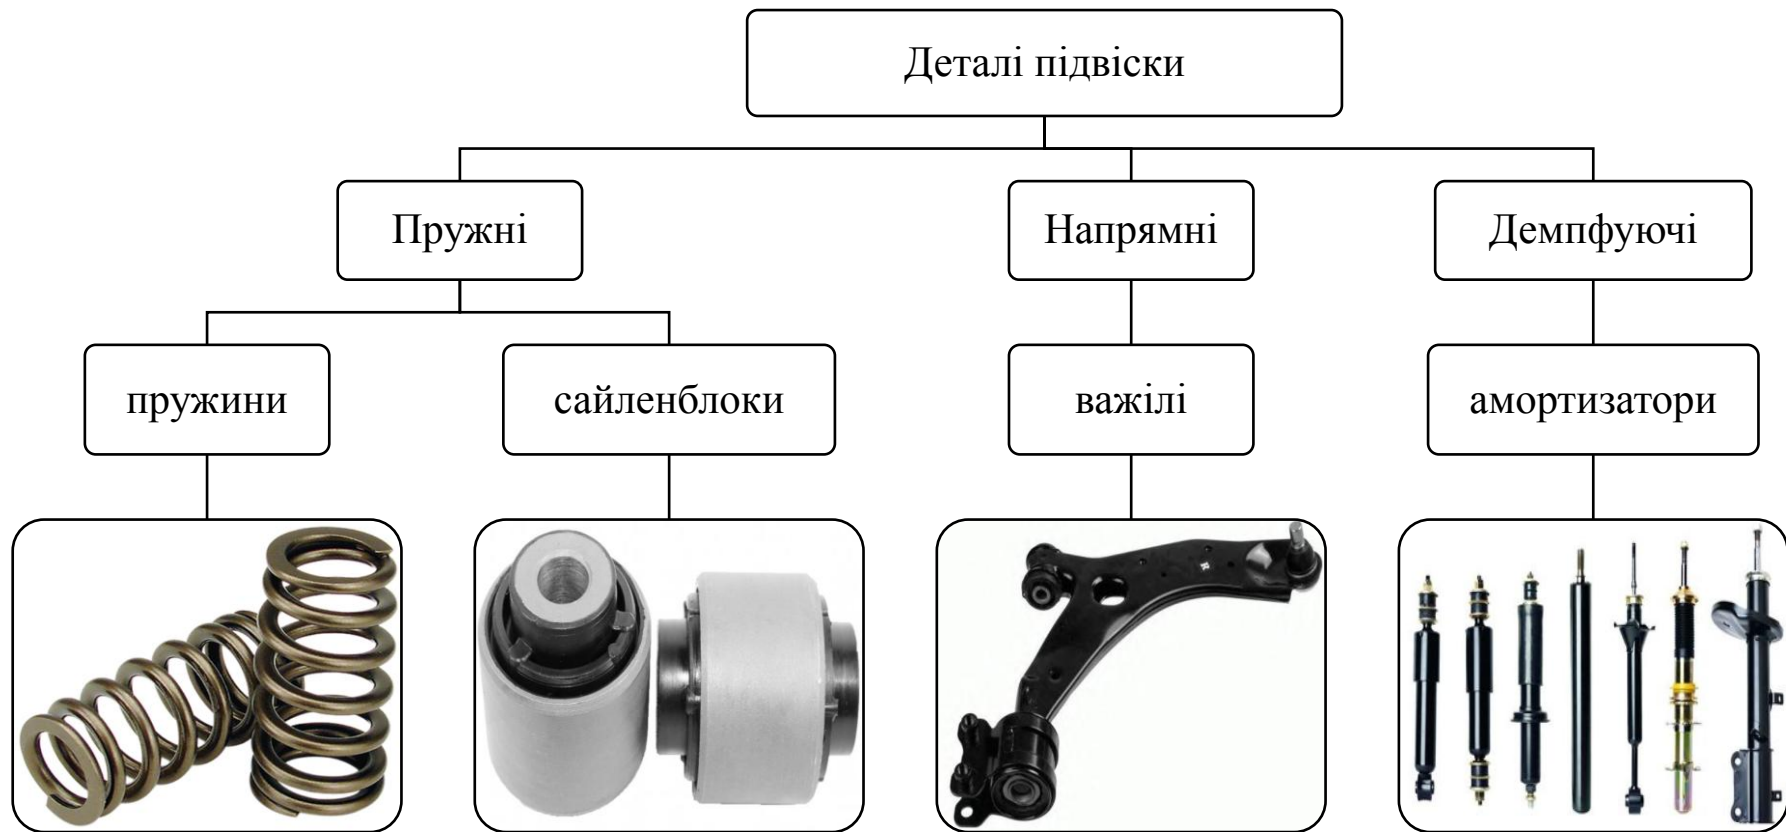 Деталі підвіски
Пружні
Напрямні
Демпфуючі
пружини
сайленблоки
важілі
амортизатори